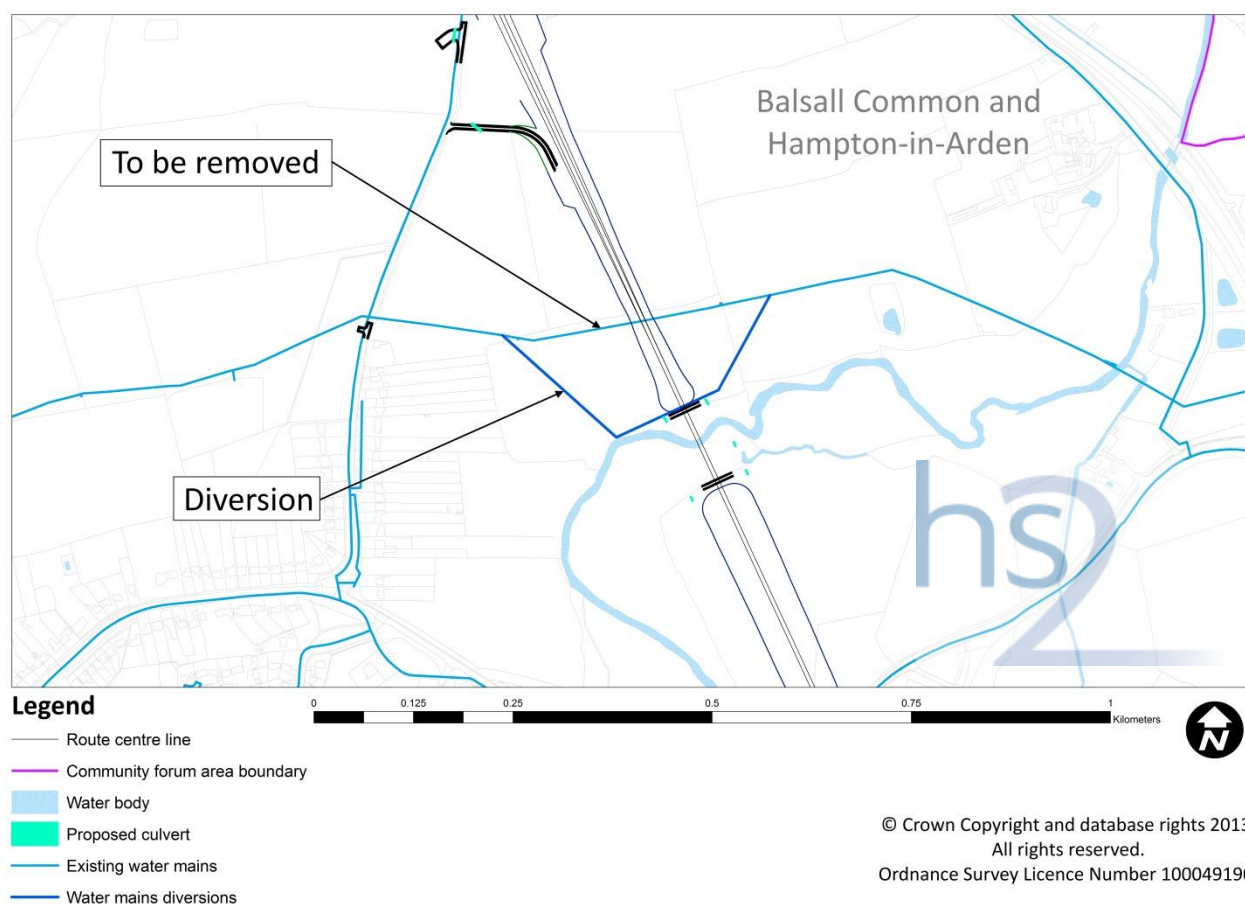 Balsall Common and
Hampton-in-Arden
To be removed
Diversion
hs2
Legend
0 0.125 0.25 0.5 0.75 1
Kilometers
N
Route centre line
Community forum area boundary
Water body
Proposed culvert
Existing water mains
Water mains diversions
© Crown Copyright and database rights 2013
All rights reserved.
Ordnance Survey Licence Number 100049190